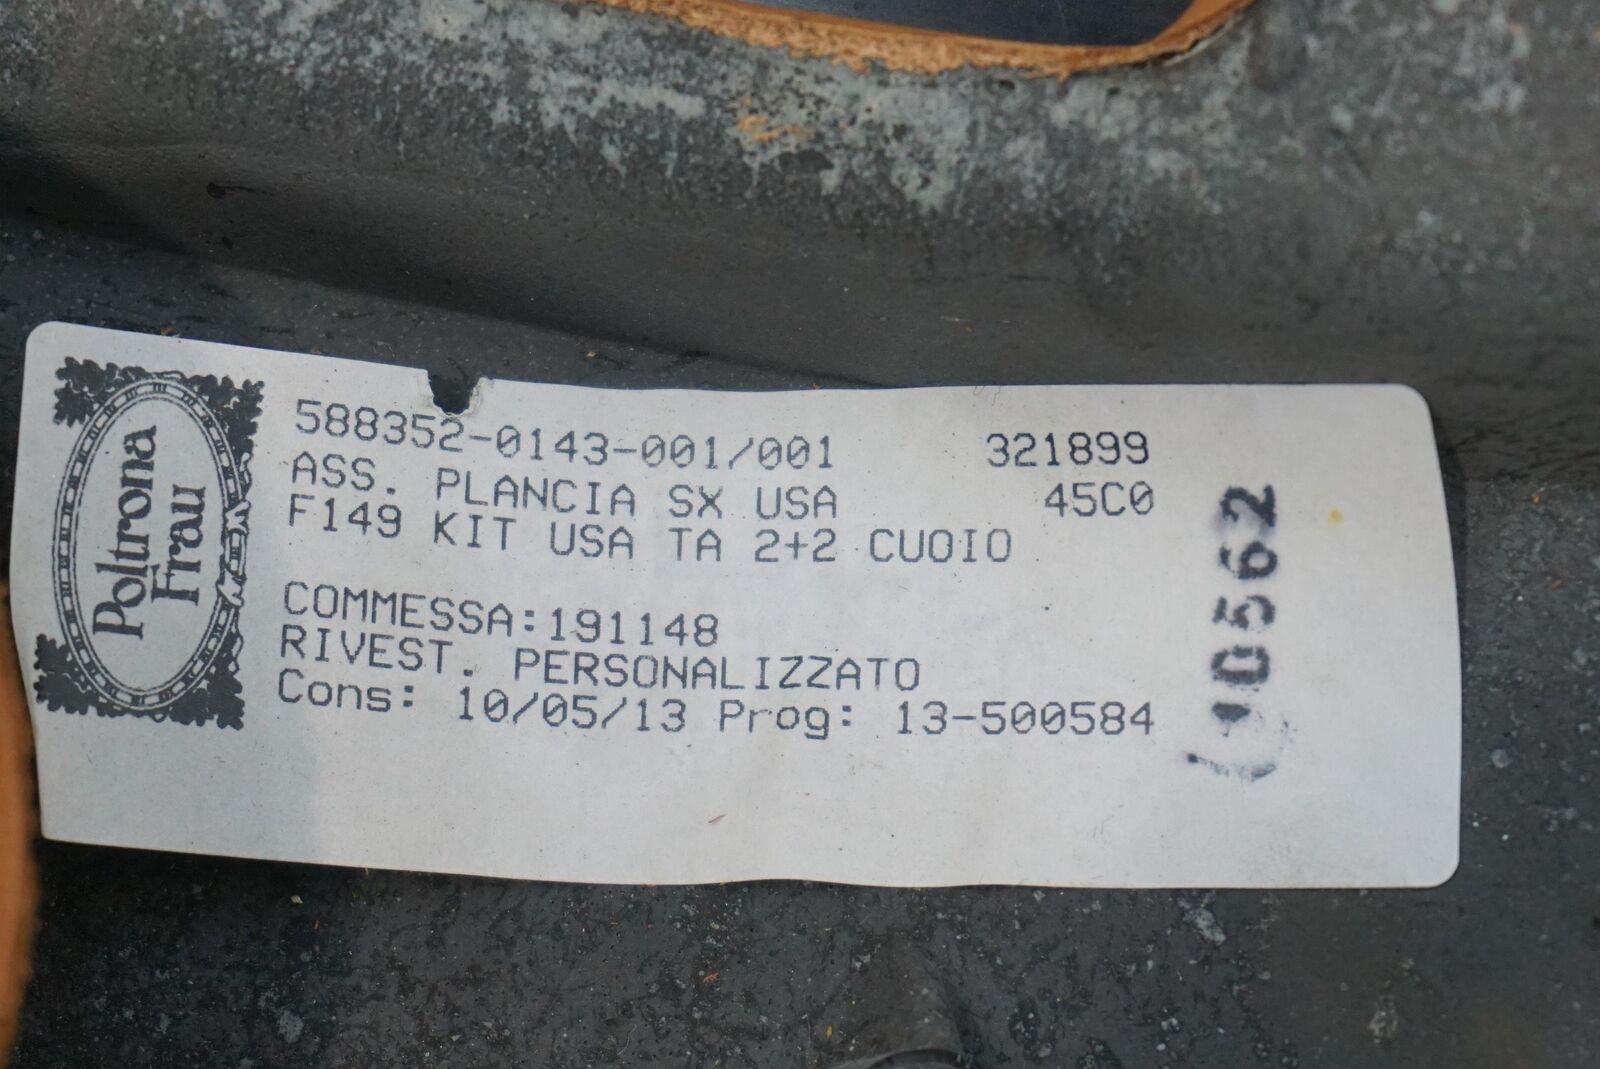 Poltrona
Frau
588352-0143-001/001 321899
ASS. PLANCIA SX USA 45C0
F149 KIT USA TA 2+2 CUOIO
COMMESSA:191148
RIVEST. PERSONALIZZATO
Cons: 10/05/13 Prog: 13-500584
10562